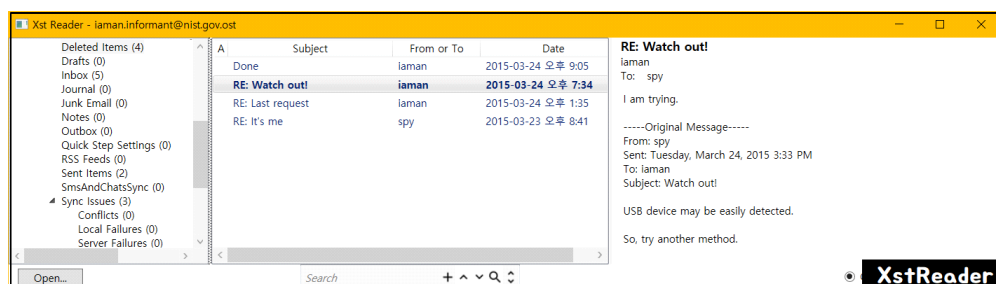 Xst Reader - iaman.informant@nist.gov.ost
Deleted Items (4)
Drafts (0)
Inbox (5)
Journal (0)
Junk Email (0)
Notes (0)
Outbox (0)
Quick Step Settings (0)
RSS Feeds (0)
Sent Items (2)
SmsAndChatsSync (0)
Sync Issues (3)
Conflicts (0)
Local Failures (0)
Server Failures (0)
Open...
A Subject From or To Date
Done iaman 2015-03-24 오후 9:05
RE: Watch out! iaman 2015-03-24 오후 7:34
RE: Last request iaman 2015-03-24 오후 1:35
RE: It's me spy 2015-03-23 오후 8:41
Search
RE: Watch out!
iaman
To: spy
I am trying.
-----Original Message-----
From: spy
Sent: Tuesday, March 24, 2015 3:33 PM
To: iaman
Subject: Watch out!
USB device may be easily detected.
So, try another method.
XstReader